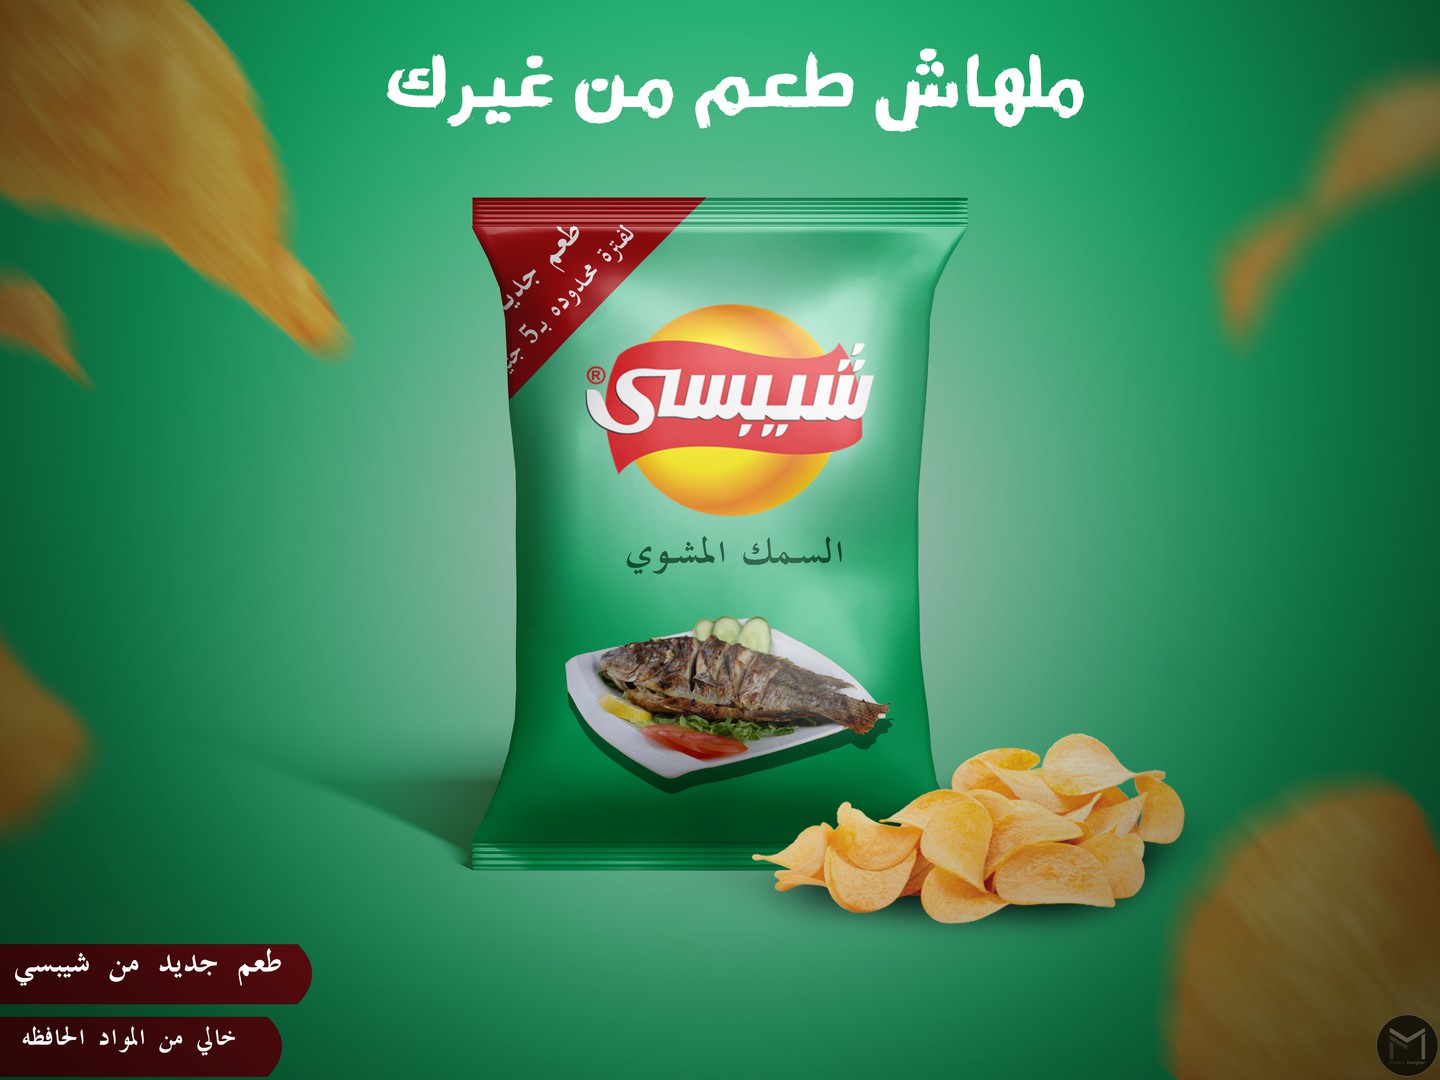 ملهاش طعم من غيرك
طعم جديد
لفترة محدوده بـ5
شيبسى
®
السمك المشوي
طعم جديد من شيبسي
خالي من المواد الحافظه